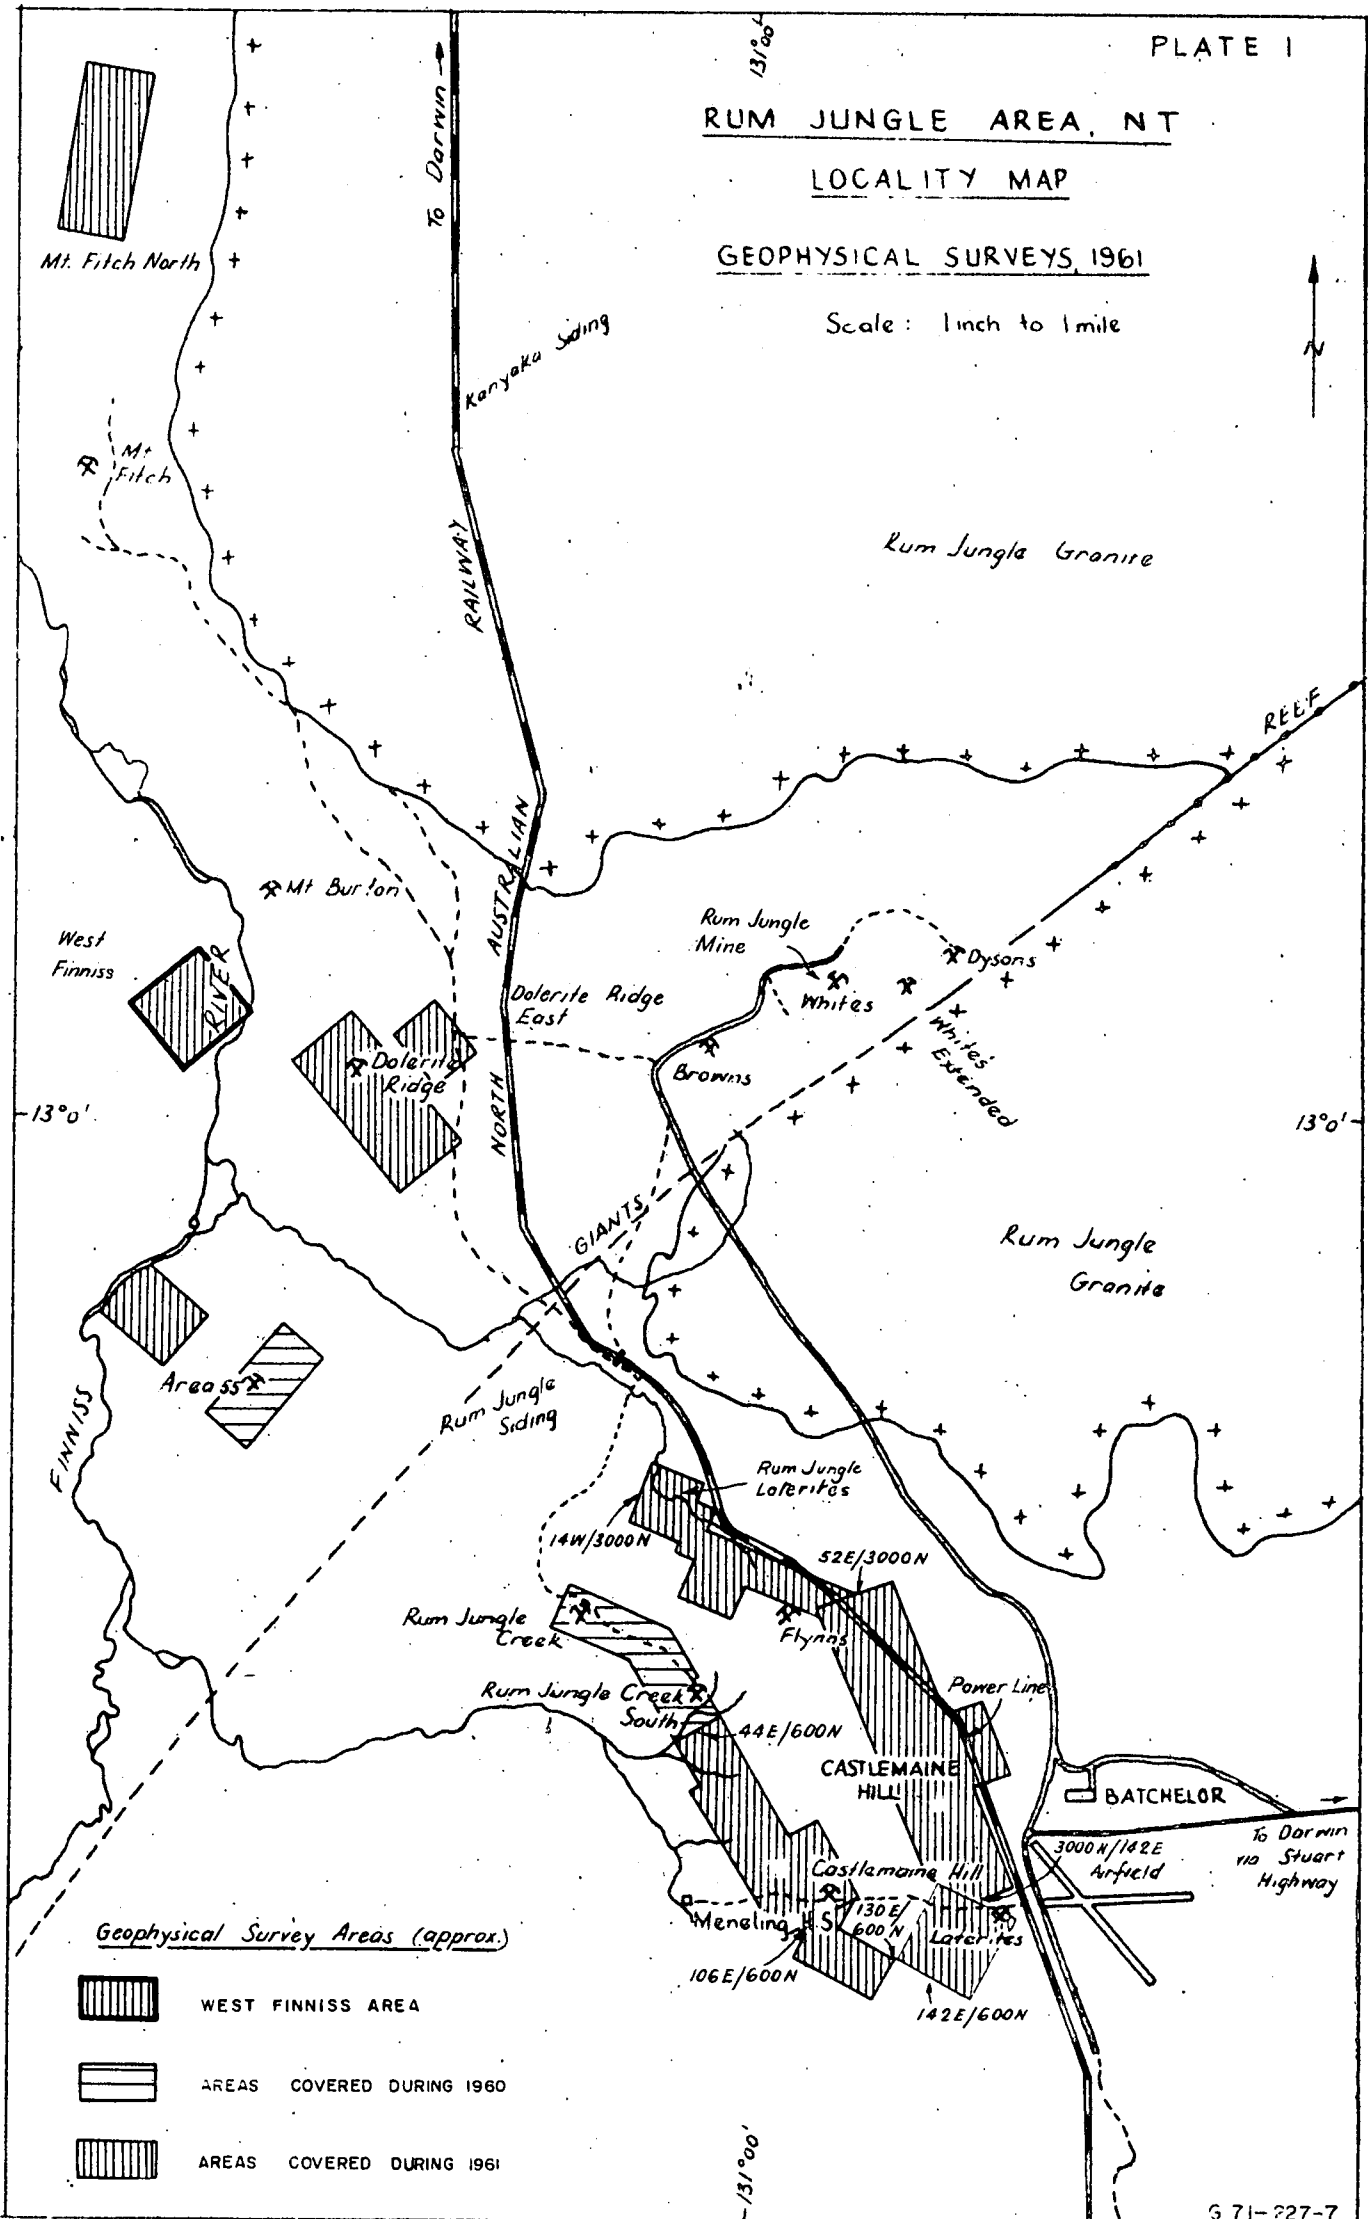 PLATE 1
131°00'
RUM JUNGLE AREA, NT
LOCALITY MAP
GEOPHYSICAL SURVEYS, 1961
Scale: 1 inch to 1 mile
N
To Darwin
Mt. Fitch North
Kanyaka Siding
Mt
Fitch
RAILWAY
Rum Jungle Granite
REEF
AUSTRALIAN
Mt Burton
Rum Jungle
Mine
West
Finniss
RIVER
Dysons
Whites
Dolerite Ridge
East
White's
Extended
Dolerite
Ridge
Browns
13°0'
13°0'
NORTH
GIANTS
Rum Jungle
Granite
Area 55
FINNISS
Rum Jungle
Siding
Rum Jungle
Laterites
14W/3000N
52E/3000N
Rum Jungle
Creek
Flynns
Rum Jungle Creek
South
Power Line
44E/600N
CASTLEMAINE
HILL
BATCHELOR
To Darwin
via Stuart
Highway
3000N/142E
Airfield
Castlemaine Hill
Meneling H.S.
130E/
600N
Laterites
106E/600N
142E/600N
Geophysical Survey Areas (approx.)
WEST FINNISS AREA
AREAS COVERED DURING 1960
AREAS COVERED DURING 1961
131°00'
G 71-227-7